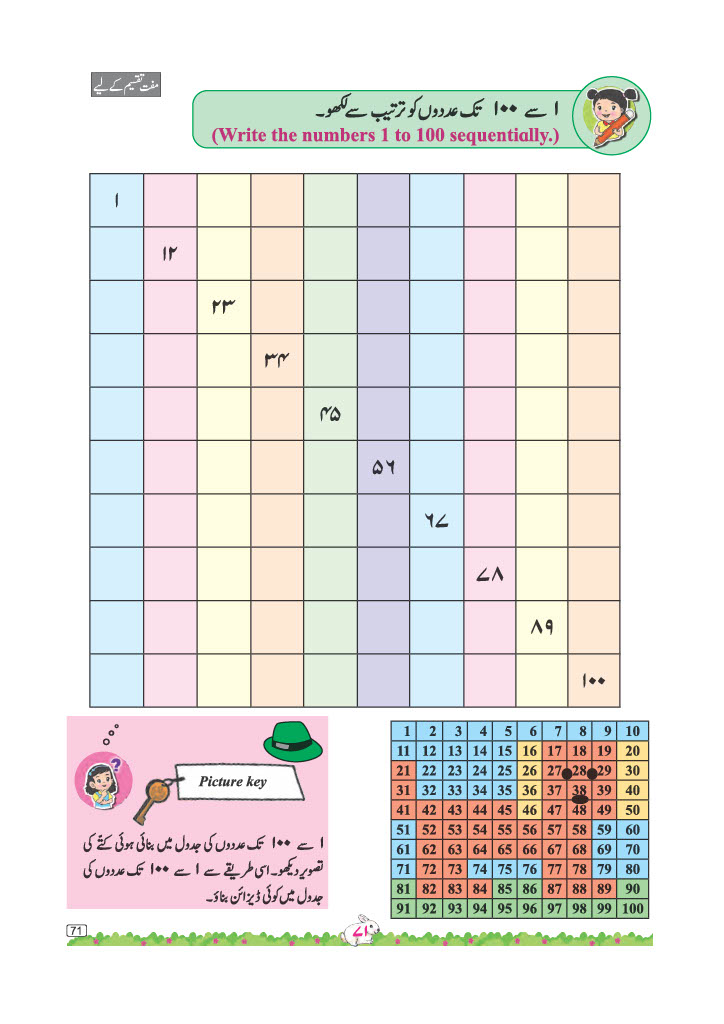 مفت تقسیم کے لیے
۱ سے ۱۰۰ تک عددوں کو ترتیب سے لکھو۔
(Write the numbers 1 to 100 sequentially.)
۱
۱۲
۲۳
۳۴
۴۵
۵۶
۶۷
۷۸
۸۹
۱۰۰
?
Picture key
۱ سے ۱۰۰ تک عددوں کی جدول میں بنائی ہوئی کتّے کی
تصویر دیکھو۔ اسی طریقے سے ۱ سے ۱۰۰ تک عددوں کی
جدول میں کوئی ڈیزائن بناؤ۔
1 2 3 4 5 6 7 8 9 10
11 12 13 14 15 16 17 18 19 20
21 22 23 24 25 26 27 28 29 30
31 32 33 34 35 36 37 38 39 40
41 42 43 44 45 46 47 48 49 50
51 52 53 54 55 56 57 58 59 60
61 62 63 64 65 66 67 68 69 70
71 72 73 74 75 76 77 78 79 80
81 82 83 84 85 86 87 88 89 90
91 92 93 94 95 96 97 98 99 100
71
۷۱